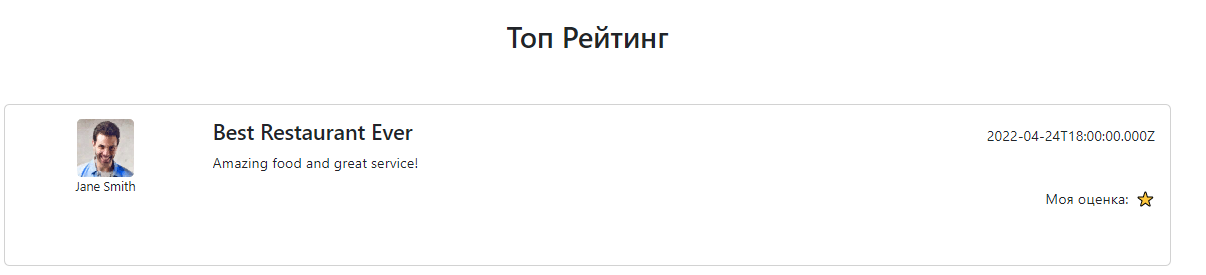 Топ Рейтинг
Best Restaurant Ever
2022-04-24T18:00:00.000Z
Amazing food and great service!
Jane Smith
Моя оценка: